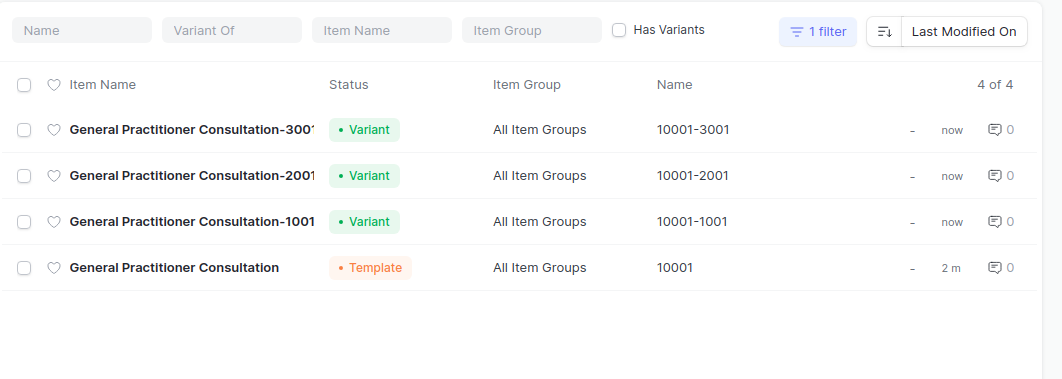 Name Variant Of Item Name Item Group Has Variants 1 filter Last Modified On
Item Name Status Item Group Name 4 of 4
General Practitioner Consultation-3001 Variant All Item Groups 10001-3001 - now 0
General Practitioner Consultation-2001 Variant All Item Groups 10001-2001 - now 0
General Practitioner Consultation-1001 Variant All Item Groups 10001-1001 - now 0
General Practitioner Consultation Template All Item Groups 10001 - 2 m 0